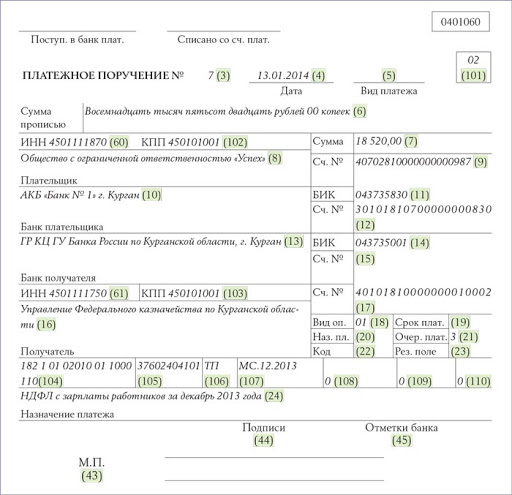 0401060
Поступ. в банк плат. Списано со сч. плат.
02
ПЛАТЕЖНОЕ ПОРУЧЕНИЕ № 7 (3) 13.01.2014 (4) (5) (101)
Дата Вид платежа
Сумма прописью Восемнадцать тысяч пятьсот двадцать рублей 00 копеек (6)
ИНН 4501111870 (60) КПП 450101001 (102) Сумма 18 520,00 (7)
Общество с ограниченной ответственностью «Успех» (8) Сч. № 40702810000000000987 (9)
Плательщик
АКБ «Банк № 1» г. Курган (10) БИК 043735830 (11)
Сч. № 30101810700000000830
(12)
Банк плательщика
ГР КЦ ГУ Банка России по Курганской области, г. Курган (13) БИК 043735001 (14)
Сч. № (15)
Банк получателя
ИНН 4501111750 (61) КПП 450101001 (103) Сч. № 40101810000000010002
(17)
Управление Федерального казначейства по Курганской облас-
ти (16) Вид оп. 01 (18) Срок плат. (19)
Наз. пл. (20) Очер. плат. 3 (21)
Получатель Код (22) Рез. поле (23)
182 1 01 02010 01 1000 37602404101 ТП МС.12.2013
110(104) (105) (106) (107) 0 (108) 0 (109) 0 (110)
НДФЛ с зарплаты работников за декабрь 2013 года (24)
Назначение платежа
Подписи Отметки банка
(44) (45)
М.П.
(43)